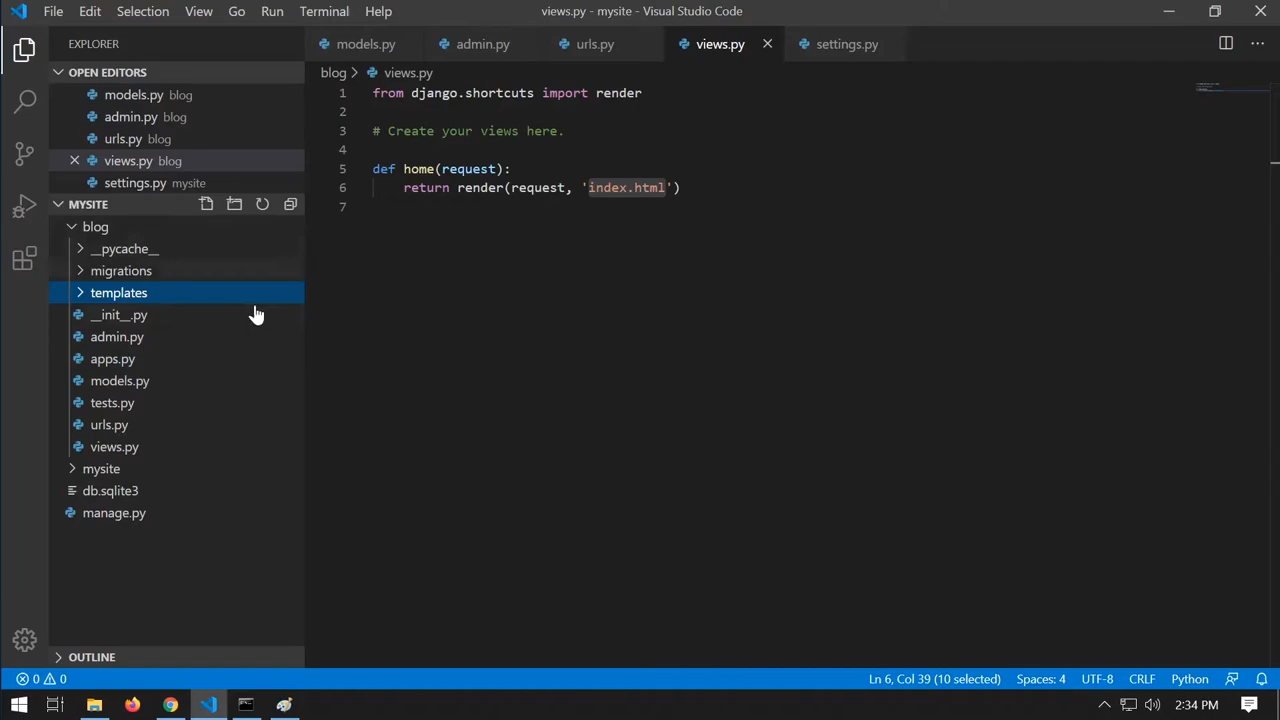 File Edit Selection View Go Run Terminal Help views.py - mysite - Visual Studio Code
EXPLORER
OPEN EDITORS
models.py blog
admin.py blog
urls.py blog
views.py blog
settings.py mysite
MYSITE
blog
__pycache__
migrations
templates
__init__.py
admin.py
apps.py
models.py
tests.py
urls.py
views.py
mysite
db.sqlite3
manage.py
OUTLINE
models.py admin.py urls.py views.py settings.py
blog views.py
1 from django.shortcuts import render
2
3 # Create your views here.
4
5 def home(request):
6 return render(request, 'index.html')
7
0 0 Ln 6, Col 39 (10 selected) Spaces: 4 UTF-8 CRLF Python
2:34 PM